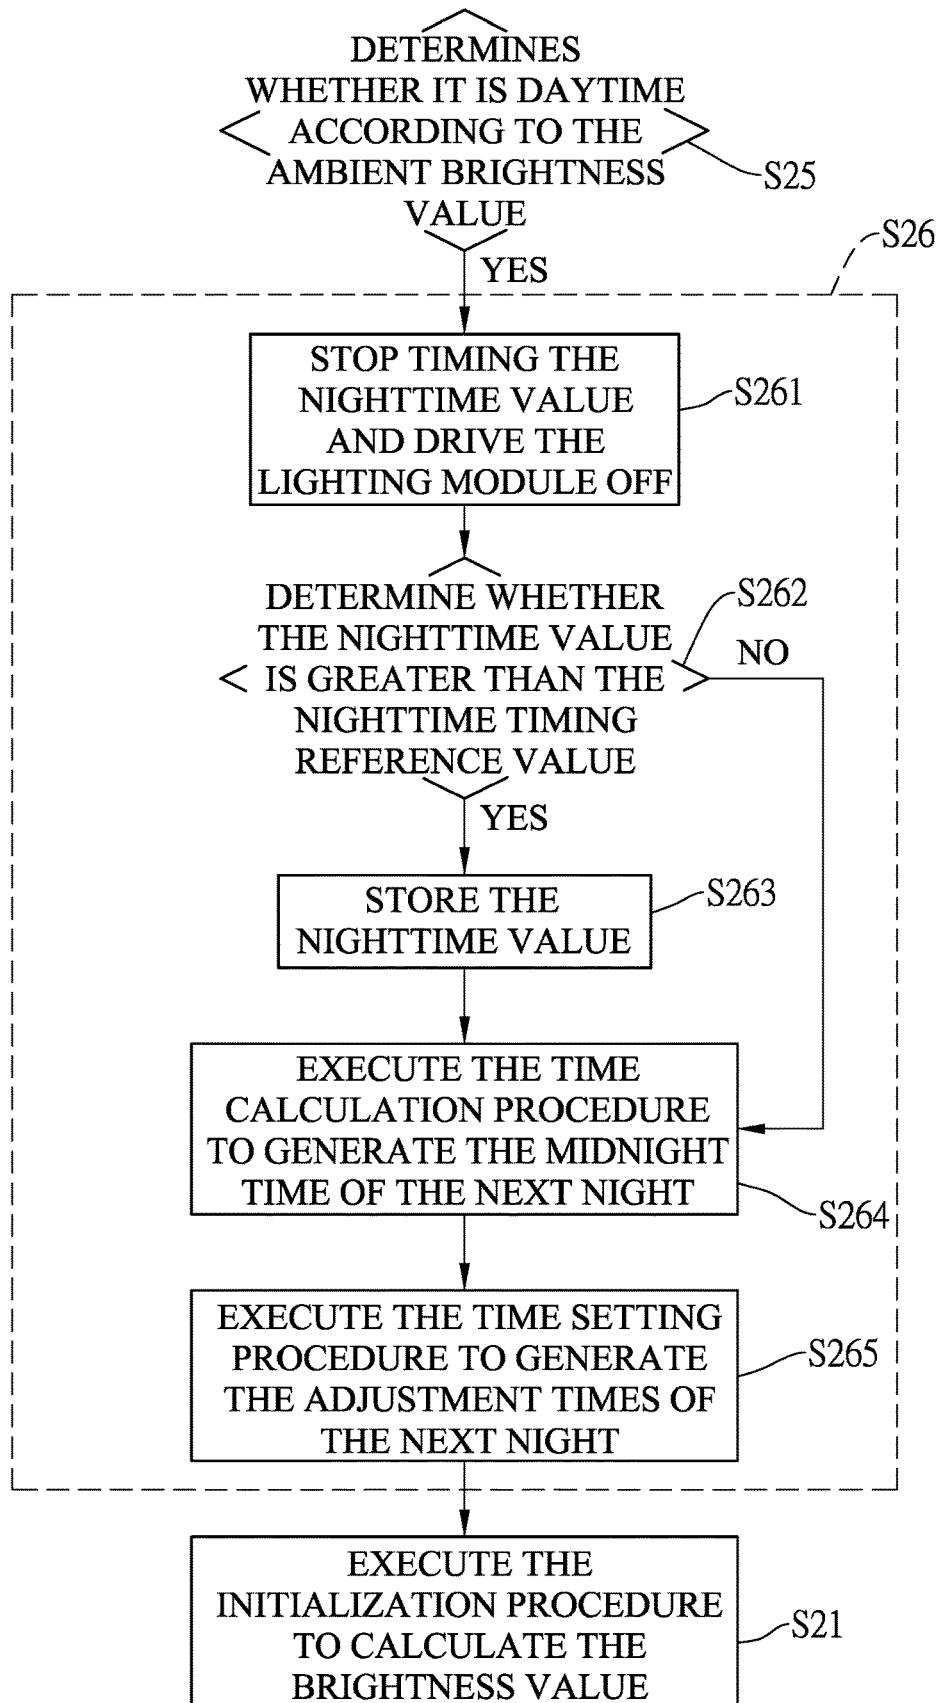 DETERMINES
WHETHER IT IS DAYTIME
ACCORDING TO THE
AMBIENT BRIGHTNESS
VALUE
S25
S26
YES
STOP TIMING THE
NIGHTTIME VALUE
AND DRIVE THE
LIGHTING MODULE OFF
S261
DETERMINE WHETHER
THE NIGHTTIME VALUE
IS GREATER THAN THE
NIGHTTIME TIMING
REFERENCE VALUE
S262
NO
YES
STORE THE
NIGHTTIME VALUE
S263
EXECUTE THE TIME
CALCULATION PROCEDURE
TO GENERATE THE MIDNIGHT
TIME OF THE NEXT NIGHT
S264
EXECUTE THE TIME SETTING
PROCEDURE TO GENERATE
THE ADJUSTMENT TIMES OF
THE NEXT NIGHT
S265
EXECUTE THE
INITIALIZATION PROCEDURE
TO CALCULATE THE
BRIGHTNESS VALUE
S21